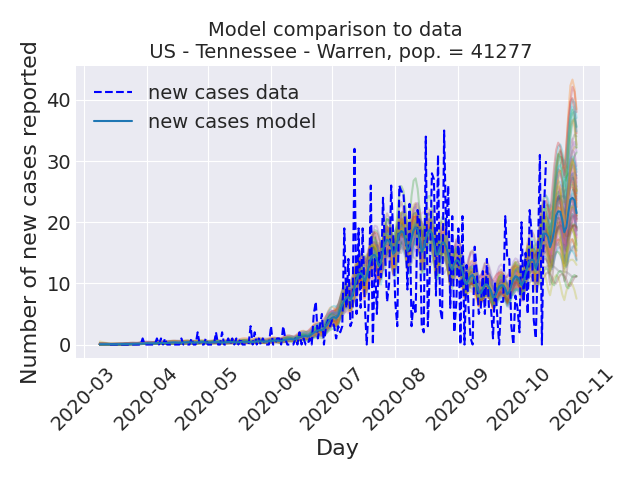 Model comparison to data
US - Tennessee - Warren, pop. = 41277
Number of new cases reported
40
30
20
10
0
new cases data
new cases model
2020-03
2020-04
2020-05
2020-06
2020-07
2020-08
2020-09
2020-10
2020-11
Day